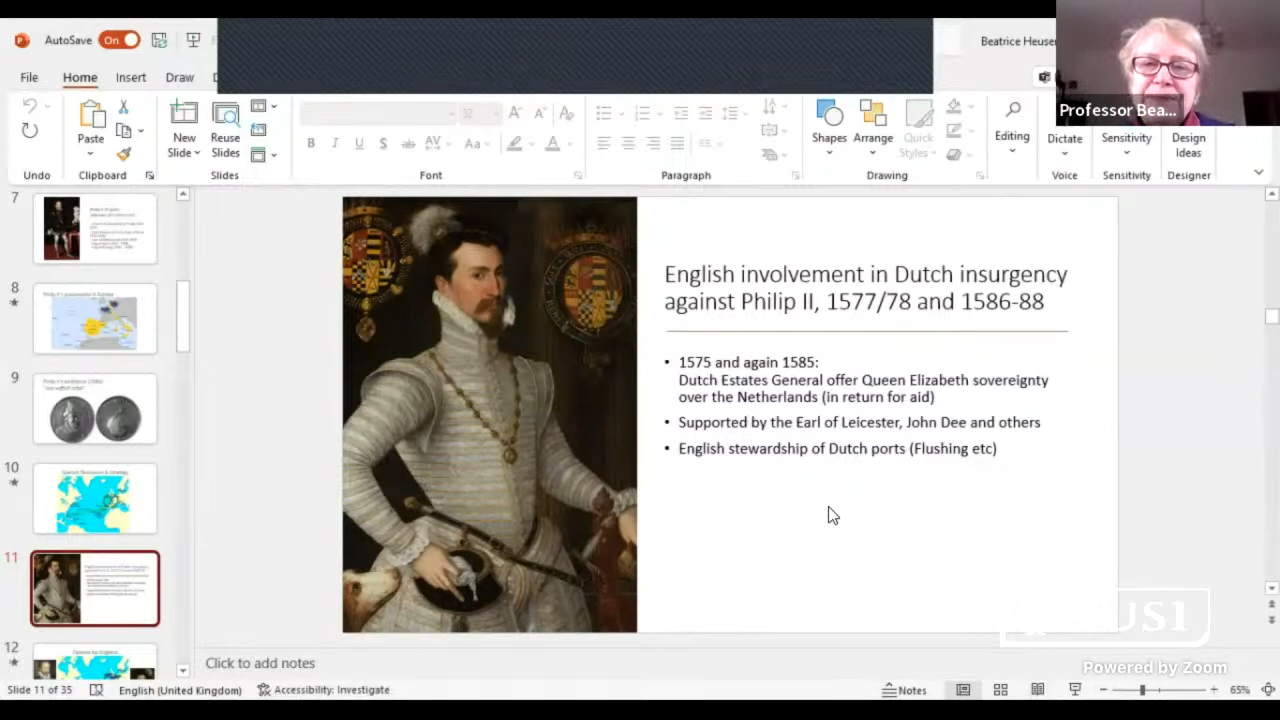 AutoSave On
Beatrice Heuser
Professor Bea...
File Home Insert Draw
Paste
New
Slide
Reuse
Slides
Shapes
Arrange
Quick
Styles
Editing
Dictate
Sensitivity
Design
Ideas
Undo
Clipboard
Slides
Font
Paragraph
Drawing
Voice
Sensitivity
Designer
7
8
9
10
11
12
English involvement in Dutch insurgency
against Philip II, 1577/78 and 1586-88
• 1575 and again 1585:
Dutch Estates General offer Queen Elizabeth sovereignty
over the Netherlands (in return for aid)
• Supported by the Earl of Leicester, John Dee and others
• English stewardship of Dutch ports (Flushing etc)
Powered by Zoom
Click to add notes
Slide 11 of 35
English (United Kingdom)
Accessibility: Investigate
Notes
65%